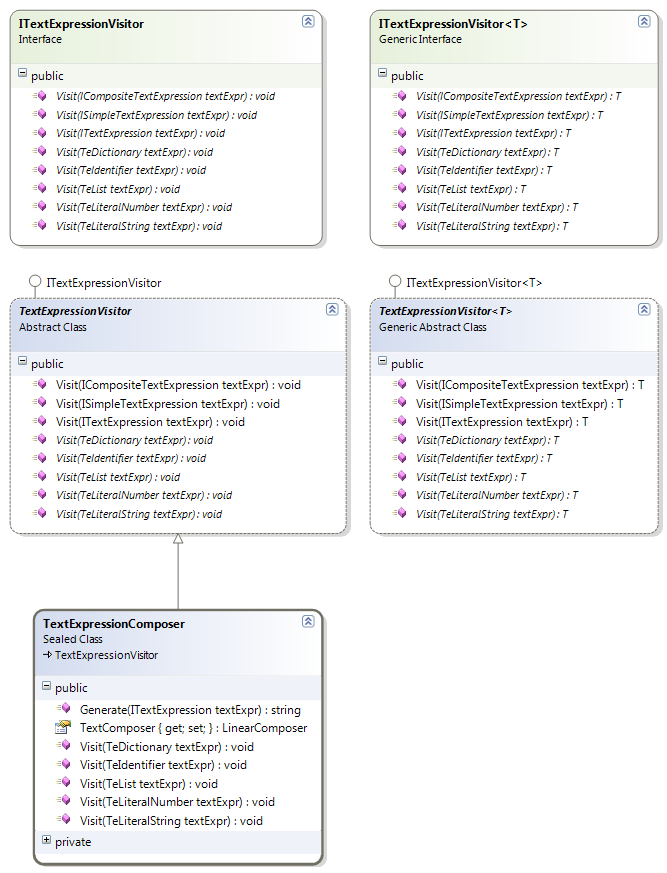 ITextExpressionVisitor
Interface
public
Visit(ICompositeTextExpression textExpr) : void
Visit(ISimpleTextExpression textExpr) : void
Visit(ITextExpression textExpr) : void
Visit(TeDictionary textExpr) : void
Visit(TeIdentifier textExpr) : void
Visit(TeList textExpr) : void
Visit(TeLiteralNumber textExpr) : void
Visit(TeLiteralString textExpr) : void
ITextExpressionVisitor<T>
Generic Interface
public
Visit(ICompositeTextExpression textExpr) : T
Visit(ISimpleTextExpression textExpr) : T
Visit(ITextExpression textExpr) : T
Visit(TeDictionary textExpr) : T
Visit(TeIdentifier textExpr) : T
Visit(TeList textExpr) : T
Visit(TeLiteralNumber textExpr) : T
Visit(TeLiteralString textExpr) : T
ITextExpressionVisitor
TextExpressionVisitor
Abstract Class
public
Visit(ICompositeTextExpression textExpr) : void
Visit(ISimpleTextExpression textExpr) : void
Visit(ITextExpression textExpr) : void
Visit(TeDictionary textExpr) : void
Visit(TeIdentifier textExpr) : void
Visit(TeList textExpr) : void
Visit(TeLiteralNumber textExpr) : void
Visit(TeLiteralString textExpr) : void
ITextExpressionVisitor<T>
TextExpressionVisitor<T>
Generic Abstract Class
public
Visit(ICompositeTextExpression textExpr) : T
Visit(ISimpleTextExpression textExpr) : T
Visit(ITextExpression textExpr) : T
Visit(TeDictionary textExpr) : T
Visit(TeIdentifier textExpr) : T
Visit(TeList textExpr) : T
Visit(TeLiteralNumber textExpr) : T
Visit(TeLiteralString textExpr) : T
TextExpressionComposer
Sealed Class
TextExpressionVisitor
public
Generate(ITextExpression textExpr) : string
TextComposer { get; set; } : LinearComposer
Visit(TeDictionary textExpr) : void
Visit(TeIdentifier textExpr) : void
Visit(TeList textExpr) : void
Visit(TeLiteralNumber textExpr) : void
Visit(TeLiteralString textExpr) : void
private